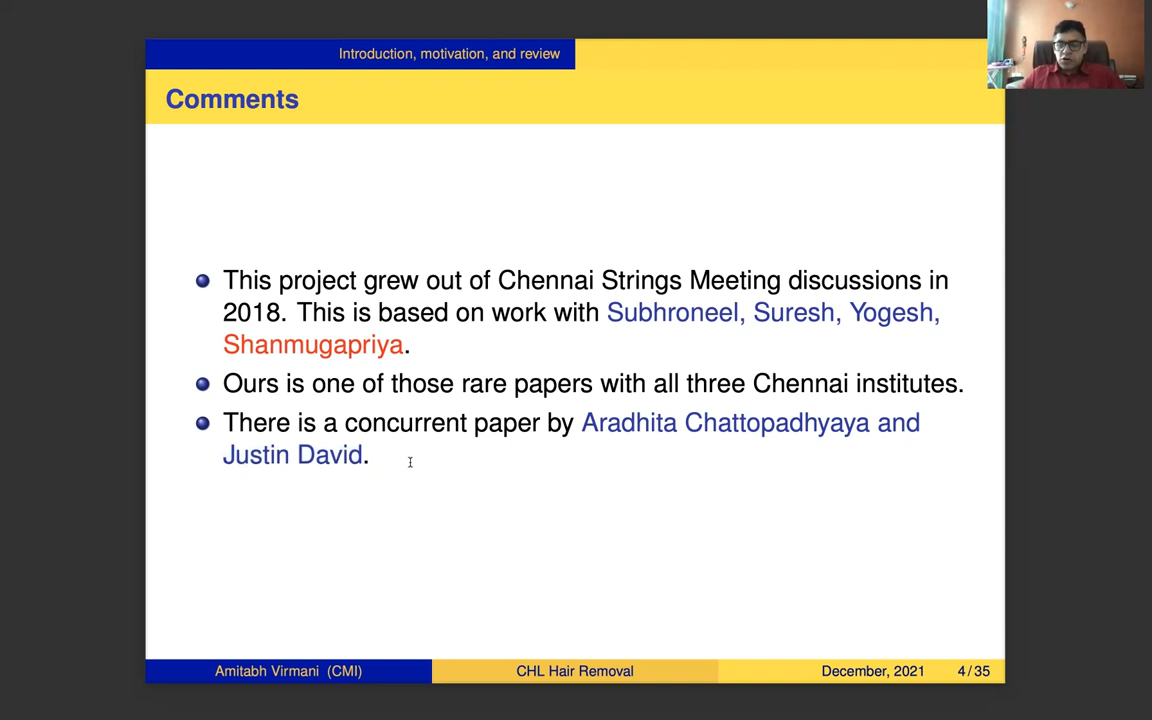 Introduction, motivation, and review
Comments
This project grew out of Chennai Strings Meeting discussions in
2018. This is based on work with Subhroneel, Suresh, Yogesh,
Shanmugapriya.
Ours is one of those rare papers with all three Chennai institutes.
There is a concurrent paper by Aradhita Chattopadhyaya and
Justin David.
Amitabh Virmani (CMI) CHL Hair Removal December, 2021 4/35